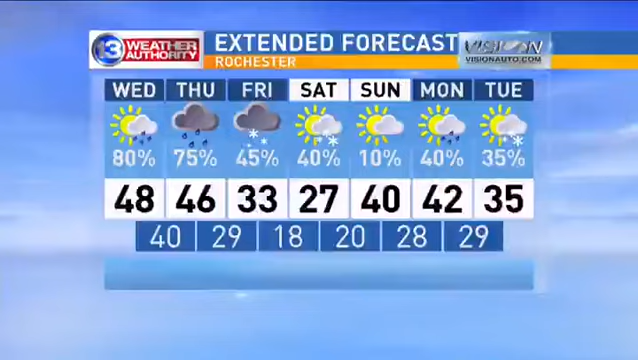 13 WEATHER AUTHORITY
EXTENDED FORECAST
VISION
VISIONAUTO.COM
ROCHESTER
WED THU FRI SAT SUN MON TUE
80% 75% 45% 40% 10% 40% 35%
48 46 33 27 40 42 35
40 29 18 20 28 29